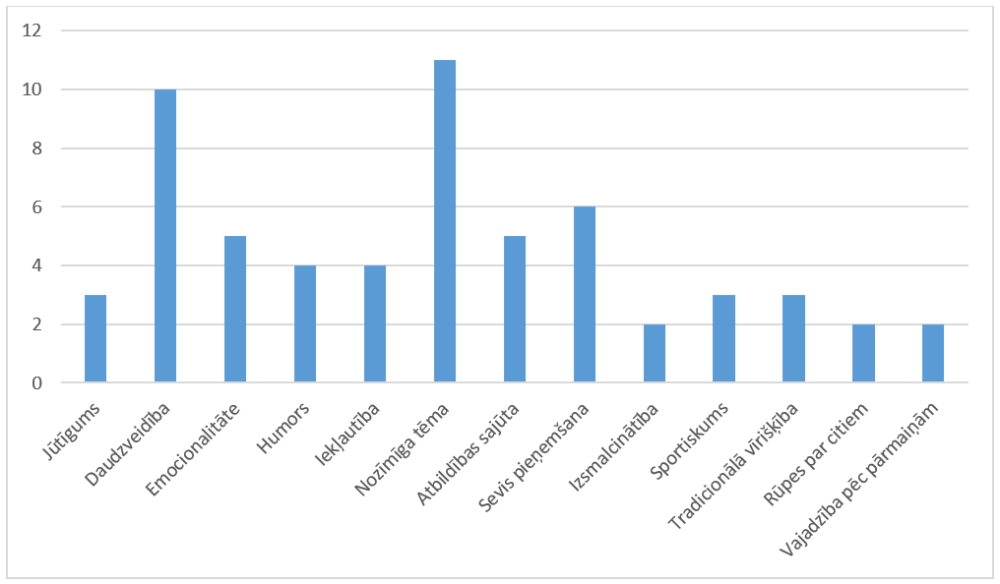 12
10
8
6
4
2
0
Jūtīgums
Daudzveidība
Emocionalitāte
Humors
Iekļautība
Nozīmīga tēma
Atbildības sajūta
Sevis pieņemšana
Izsmalcinātība
Sportiskums
Tradicionālā vīrišķība
Rūpes par citiem
Vajadzība pēc pārmaiņām